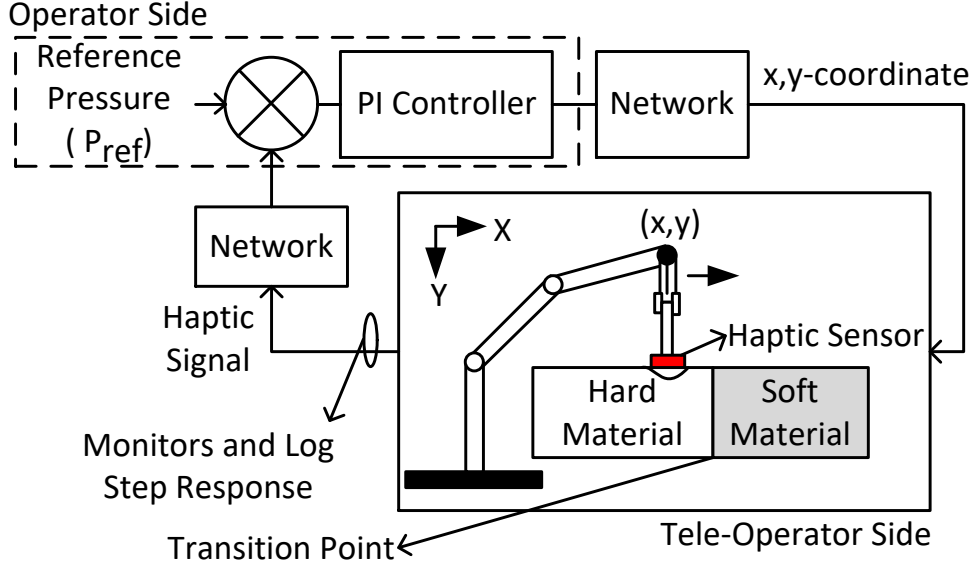 Operator Side
Reference
Pressure
( Pref)
PI Controller
Network
x,y-coordinate
Network
X
Y
(x,y)
Haptic
Signal
Haptic Sensor
Hard
Material
Soft
Material
Monitors and Log
Step Response
Transition Point
Tele-Operator Side